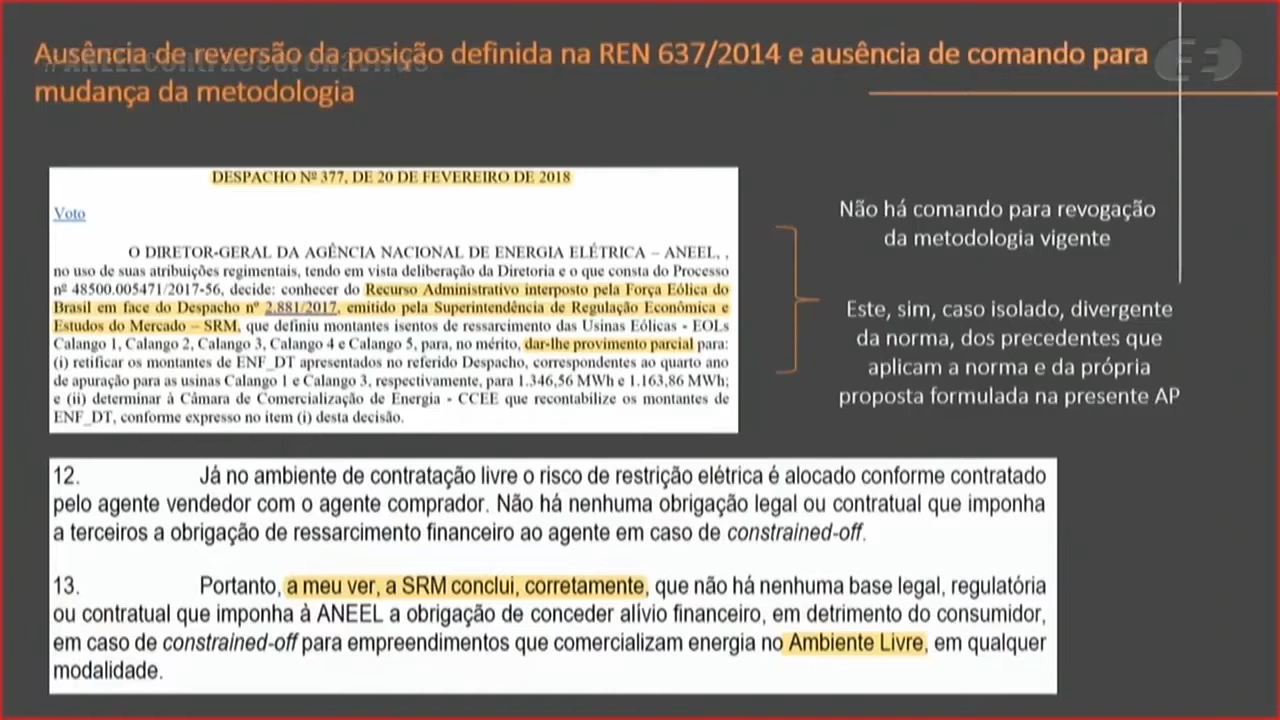 Ausência de reversão da posição definida na REN 637/2014 e ausência de comando para
mudança da metodologia
DESPACHO Nº 377, DE 20 DE FEVEREIRO DE 2018
Voto
O DIRETOR-GERAL DA AGÊNCIA NACIONAL DE ENERGIA ELÉTRICA – ANEEL, ,
no uso de suas atribuições regimentais, tendo em vista deliberação da Diretoria e o que consta do Processo
nº 48500.005471/2017-56, decide: conhecer do Recurso Administrativo interposto pela Força Eólica do
Brasil em face do Despacho nº 2.881/2017, emitido pela Superintendência de Regulação Econômica e
Estudos do Mercado – SRM, que definiu montantes isentos de ressarcimento das Usinas Eólicas - EOLs
Calango 1, Calango 2, Calango 3, Calango 4 e Calango 5, para, no mérito, dar-lhe provimento parcial para:
(i) retificar os montantes de ENF_DT apresentados no referido Despacho, correspondentes ao quarto ano
de apuração para as usinas Calango 1 e Calango 3, respectivamente, para 1.346,56 MWh e 1.163,86 MWh;
e (ii) determinar à Câmara de Comercialização de Energia - CCEE que recontabilize os montantes de
ENF_DT, conforme expresso no item (i) desta decisão.
Não há comando para revogação
da metodologia vigente
Este, sim, caso isolado, divergente
da norma, dos precedentes que
aplicam a norma e da própria
proposta formulada na presente AP
12. Já no ambiente de contratação livre o risco de restrição elétrica é alocado conforme contratado
pelo agente vendedor com o agente comprador. Não há nenhuma obrigação legal ou contratual que imponha
a terceiros a obrigação de ressarcimento financeiro ao agente em caso de constrained-off.
13. Portanto, a meu ver, a SRM conclui, corretamente, que não há nenhuma base legal, regulatória
ou contratual que imponha à ANEEL a obrigação de conceder alívio financeiro, em detrimento do consumidor,
em caso de constrained-off para empreendimentos que comercializam energia no Ambiente Livre, em qualquer
modalidade.